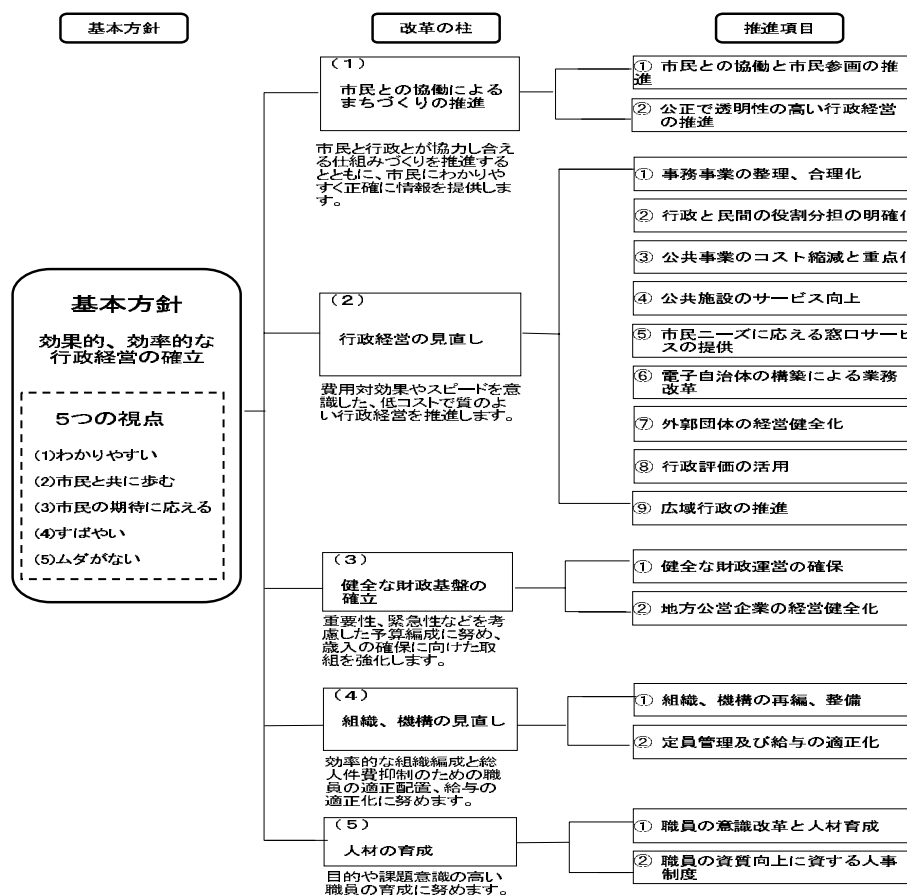 基本方針
改革の柱
推進項目
(1)
市民との協働による
まちづくりの推進
市民と行政とが協力し合え
る仕組みづくりを推進する
とともに、市民にわかりや
すく正確に情報を提供しま
す。
① 市民との協働と市民参画の推
進
② 公正で透明性の高い行政経営
の推進
基本方針
効果的、効率的な
行政経営の確立
5つの視点
(1)わかりやすい
(2)市民と共に歩む
(3)市民の期待に応える
(4)すばやい
(5)ムダがない
(2)
行政経営の見直し
費用対効果やスピードを意
識した、低コストで質のよ
い行政経営を推進します。
① 事務事業の整理、合理化
② 行政と民間の役割分担の明確
③ 公共事業のコスト縮減と重点
④ 公共施設のサービス向上
⑤ 市民ニーズに応える窓口サービ
スの提供
⑥ 電子自治体の構築による業務
改革
⑦ 外郭団体の経営健全化
⑧ 行政評価の活用
⑨ 広域行政の推進
(3)
健全な財政基盤の
確立
重要性、緊急性などを考
慮した予算編成に努め、
歳入の確保に向けた取
組を強化します。
① 健全な財政運営の確保
② 地方公営企業の経営健全化
(4)
組織、機構の見直し
効率的な組織編成と総
人件費抑制のための職
員の適正配置、給与の
適正化に努めます。
① 組織、機構の再編、整備
② 定員管理及び給与の適正化
(5)
人材の育成
目的や課題意識の高い
職員の育成に努めます。
① 職員の意識改革と人材育成
② 職員の資質向上に資する人事
制度